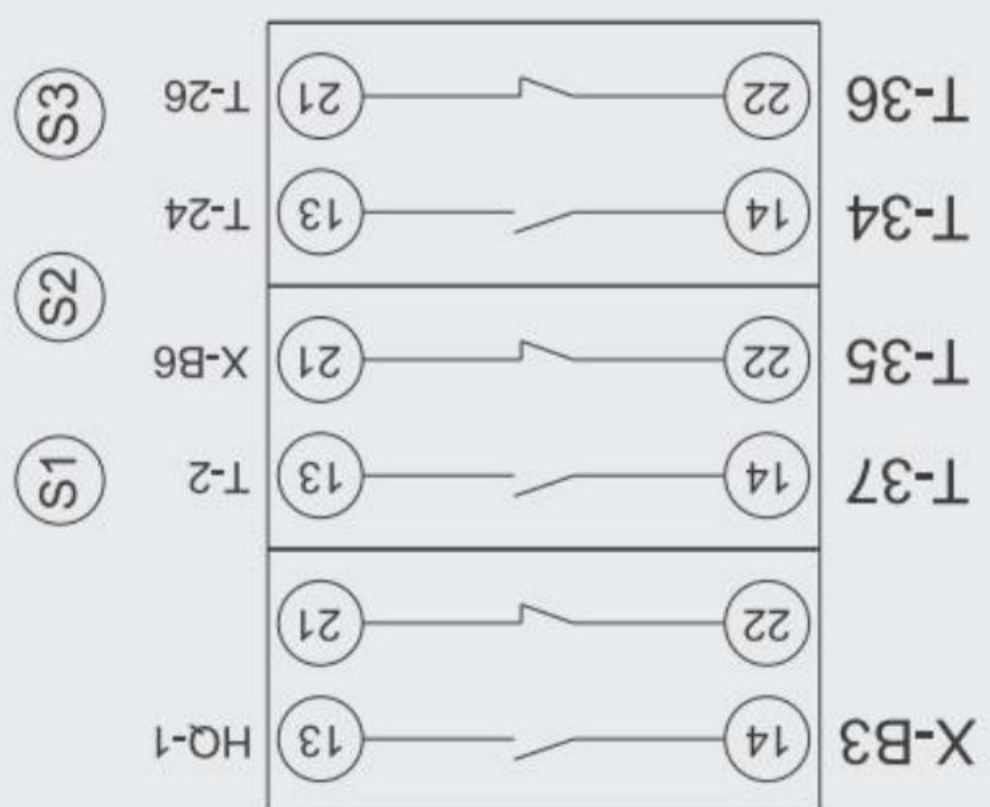 X-B3 14 13 HQ-1
22 21
T-37 14 13 T-2
T-35 22 21 X-B6
T-34 14 13 T-24
T-36 22 21 T-26
S1
S2
S3